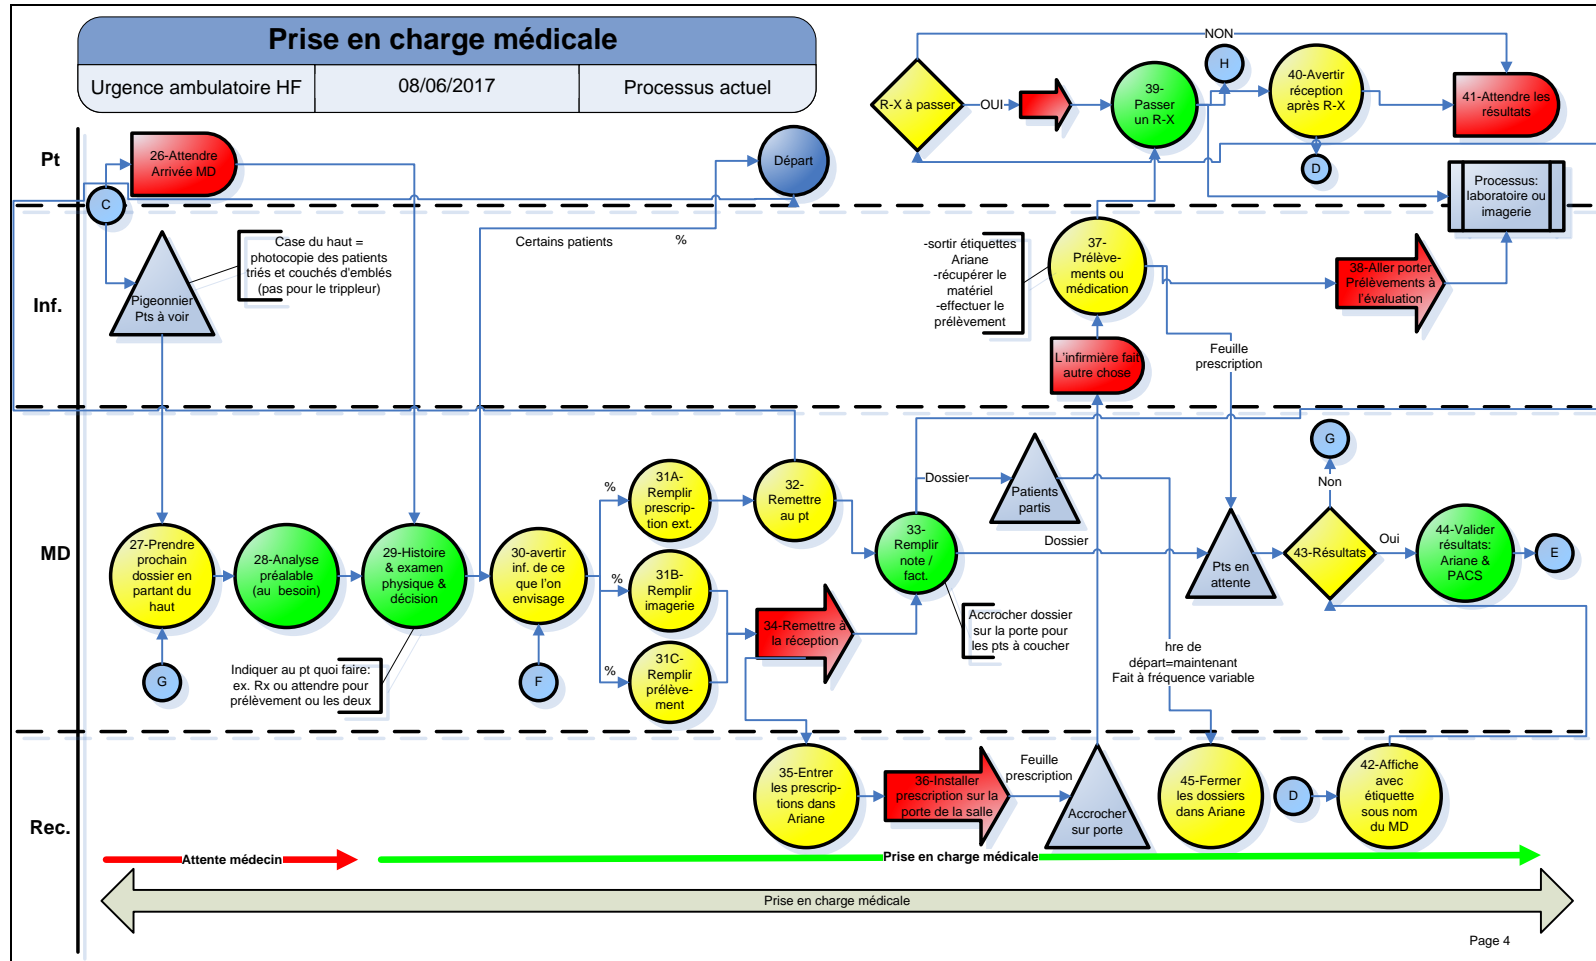 Prise en charge médicale
Urgence ambulatoire HF
08/06/2017
Processus actuel
NON
H
R-X à passer
OUI
39-
Passer
un R-X
40-Avertir
réception
après R-X
41-Attendre les
résultats
D
Pt
26-Attendre
Arrivée MD
Départ
C
Processus:
laboratoire ou
imagerie
Inf.
Pigeonnier
Pts à voir
Case du haut =
photocopie des patients
triés et couchés d'emblés
(pas pour le trippleur)
Certains patients
%
-sortir étiquettes
Ariane
-récupérer le
matériel
-effectuer le
prélèvement
37-
Prélève-
ments ou
médication
38-Aller porter
Prélèvements à
l'évaluation
L'infirmière fait
autre chose
Feuille
prescription
MD
27-Prendre
prochain
dossier en
partant du
haut
28-Analyse
préalable
(au besoin)
29-Histoire
& examen
physique &
décision
30-avertir
inf. de ce
que l'on
envisage
%
31A-
Remplir
prescrip-
tion ext.
%
31B-
Remplir
imagerie
%
31C-
Remplir
prélève-
ment
32-
Remettre
au pt
34-Remettre à
la réception
33-
Remplir
note /
fact.
Dossier
Patients
partis
Dossier
Pts en
attente
G
Non
43-Résultats
Oui
44-Valider
résultats:
Ariane &
PACS
E
Accrocher dossier
sur la porte pour
les pts à coucher
hre de
départ=maintenant
Fait à fréquence variable
G
Indiquer au pt quoi faire:
ex. Rx ou attendre pour
prélèvement ou les deux
F
Rec.
35-Entrer
les prescrip-
tions dans
Ariane
36-Installer
prescription sur la
porte de la salle
Feuille
prescription
Accrocher
sur porte
45-Fermer
les dossiers
dans Ariane
D
42-Affiche
avec
étiquette
sous nom
du MD
Attente médecin
Prise en charge médicale
Prise en charge médicale
Page 4